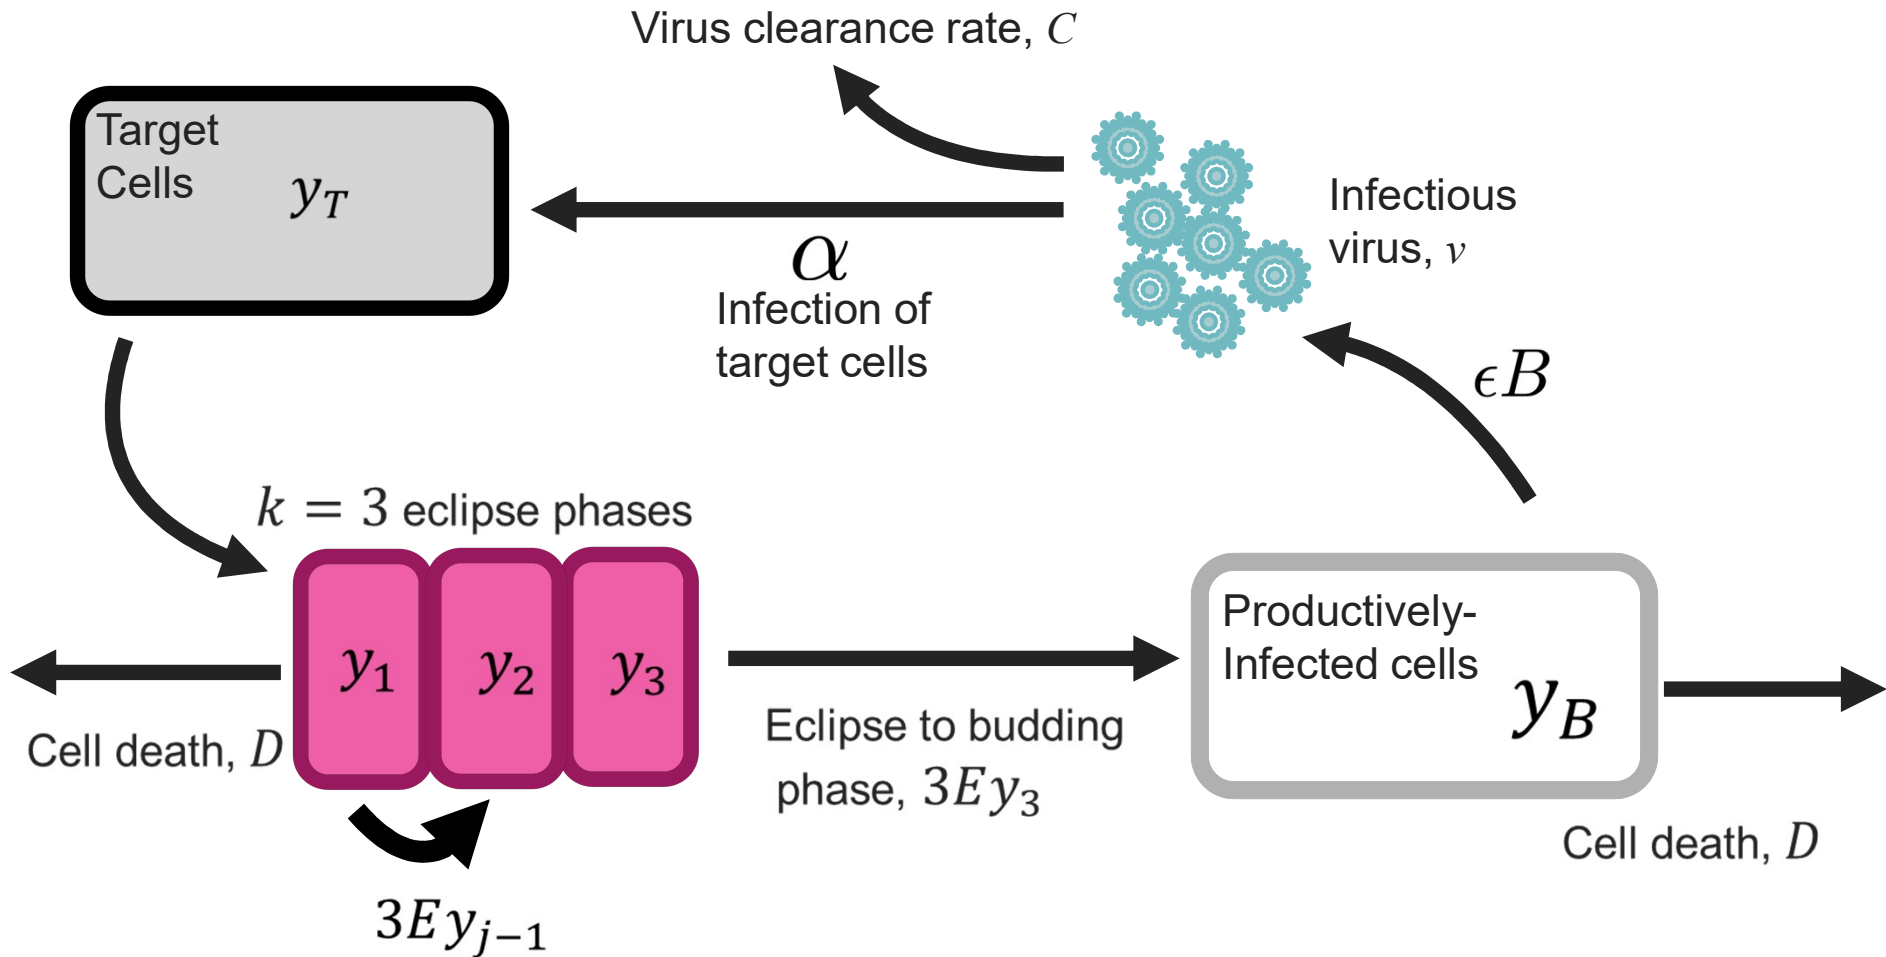 Virus clearance rate, C
Target
Cells
y_T
Infectious
virus, v
α
Infection of
target cells
ϵB
k = 3 eclipse phases
y_1
y_2
y_3
Productively-
Infected cells
y_B
Cell death, D
Eclipse to budding
phase, 3Ey_3
Cell death, D
3Ey_{j−1}